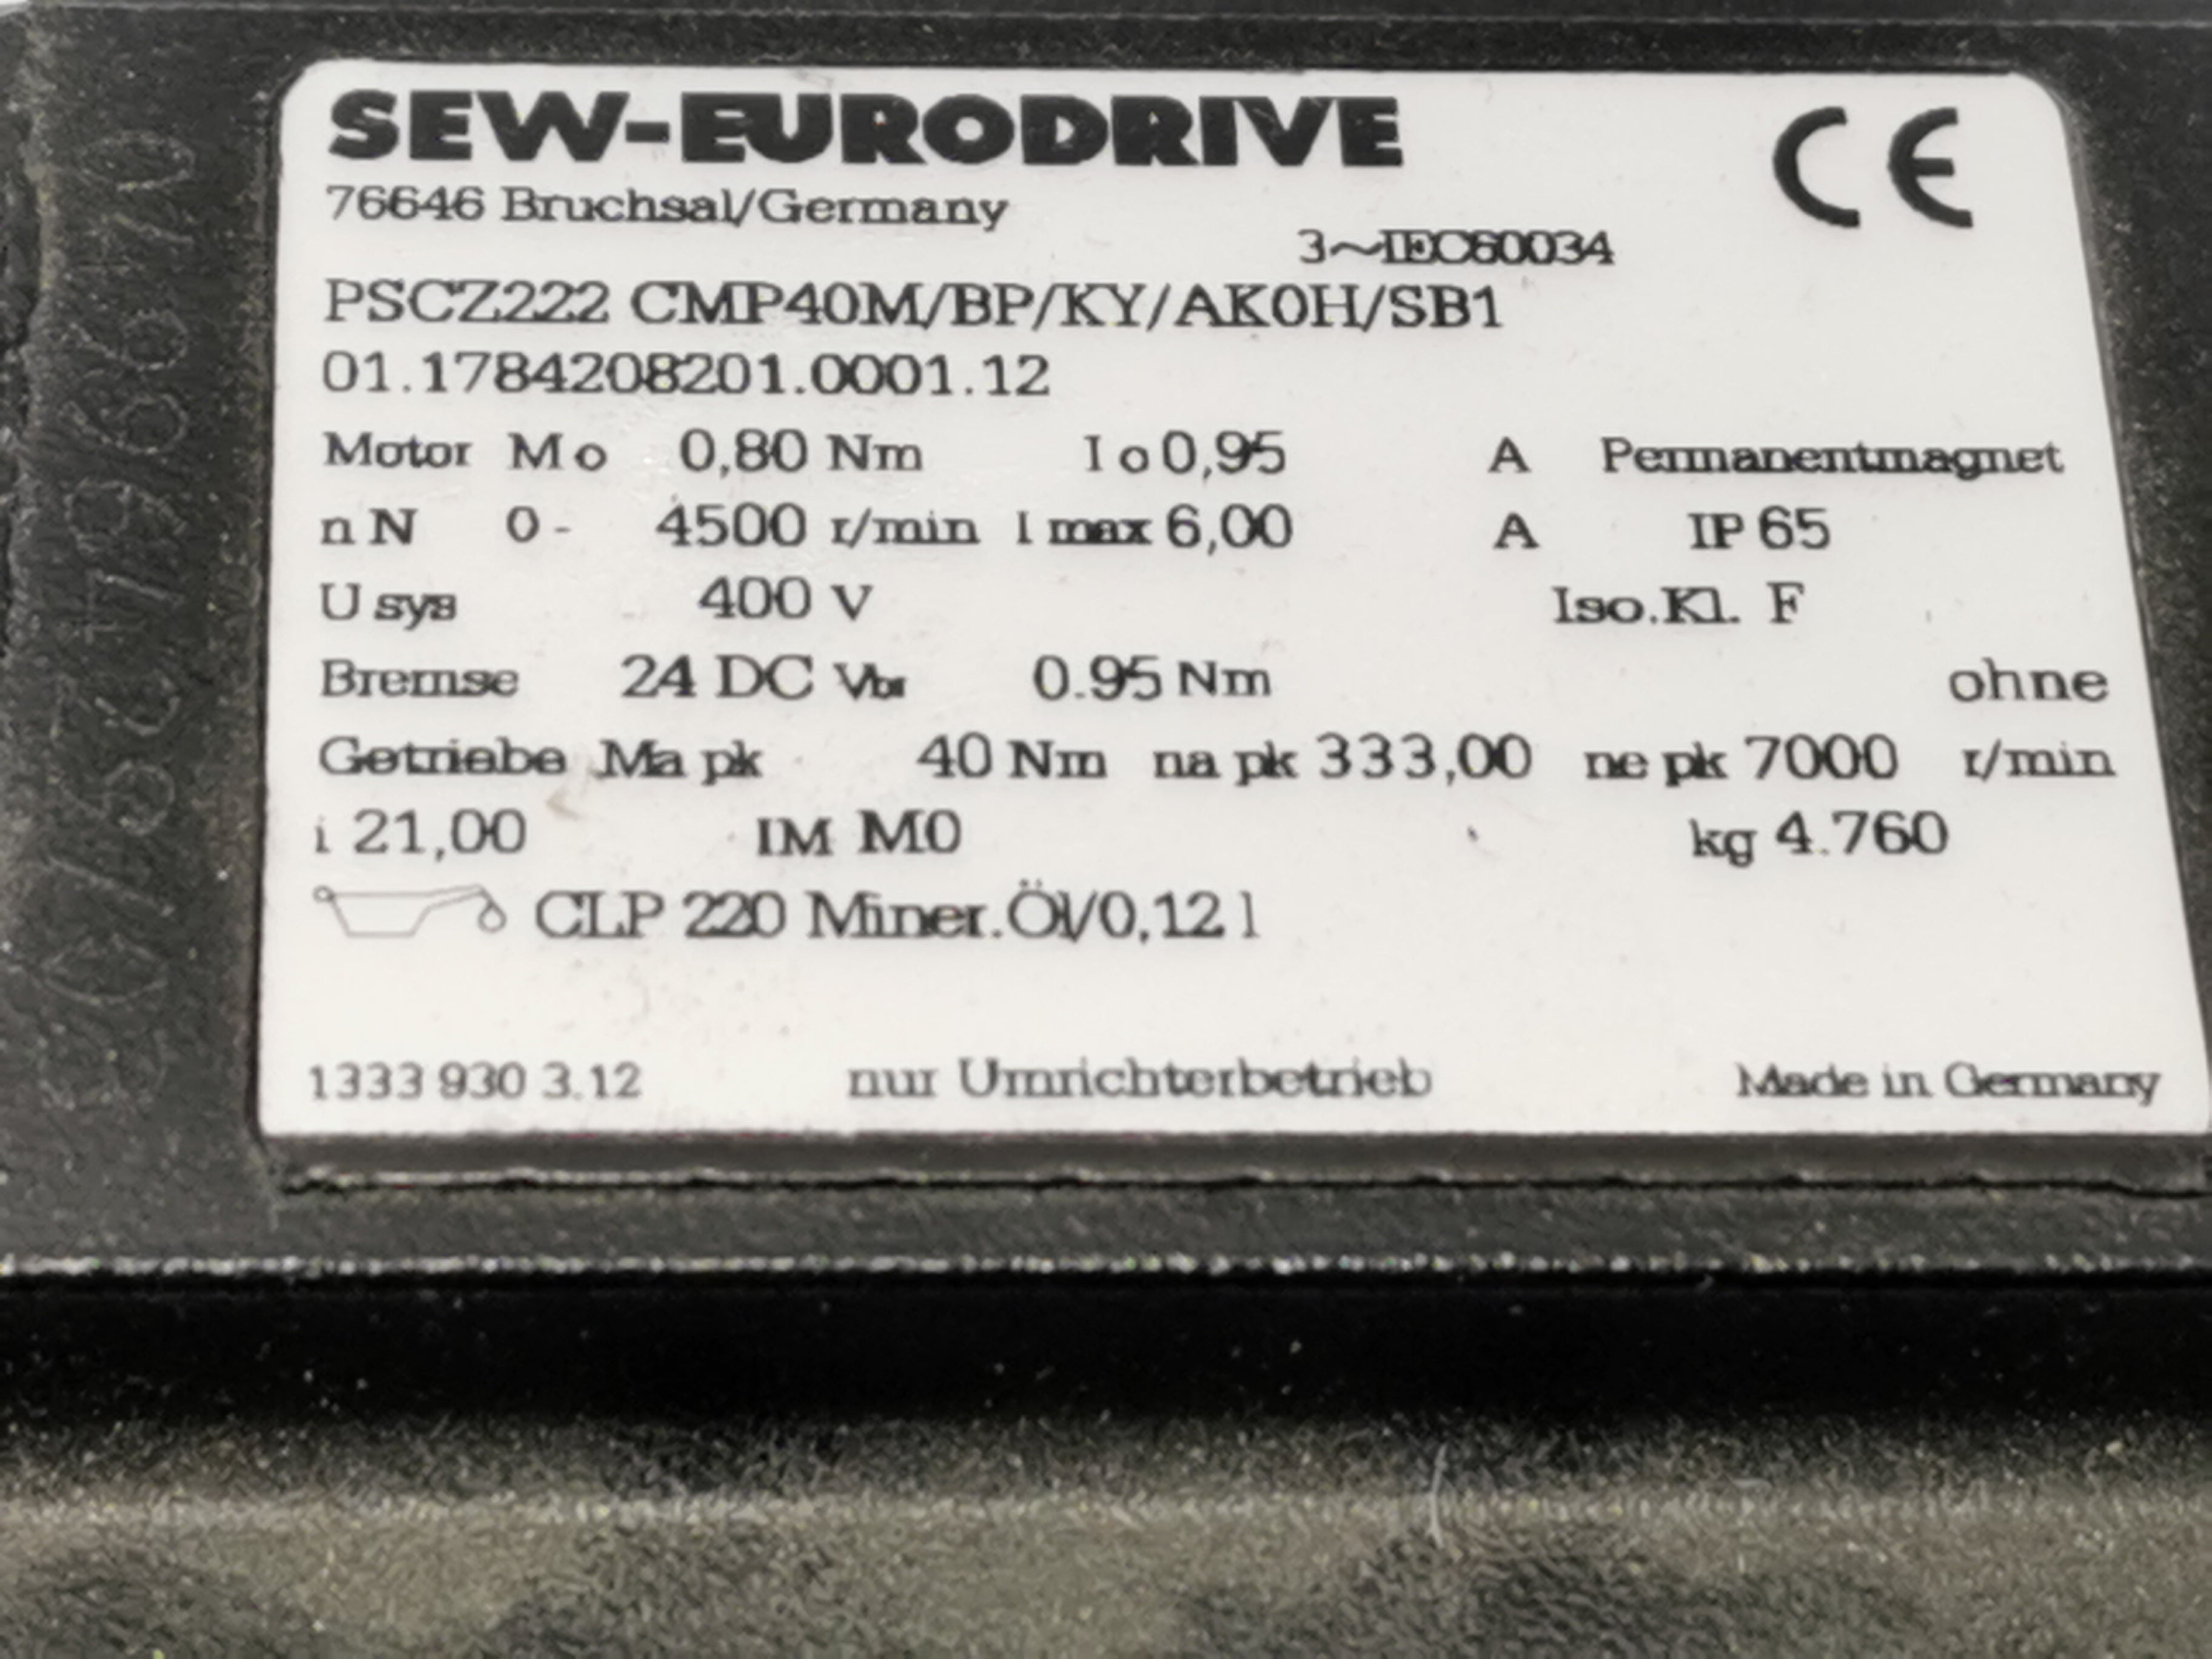 SEW-EURODRIVE CE
76646 Bruchsal/Germany
3~IEC60034
PSCZ222 CMP40M/BP/KY/AK0H/SB1
01.1784208201.0001.12
Motor Mo 0,80 Nm Io 0,95 A Permanentmagnet
nN 0- 4500 r/min I max 6,00 A IP 65
U sys 400 V Iso.Kl. F
Bremse 24 DC Vbr 0.95 Nm ohne
Getriebe Ma pk 40 Nm na pk 333,00 ne pk 7000 r/min
i 21,00 IM M0 kg 4.760
CLP 220 Miner.Öl/0,12 l
1333 930 3.12 nur Umrichterbetrieb Made in Germany